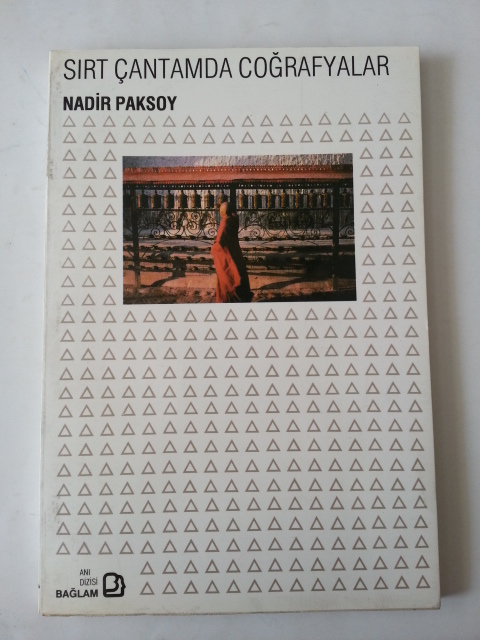 SIRT ÇANTAMDA COĞRAFYALAR
NADİR PAKSOY
ANI
DİZİSİ
BAĞLAM